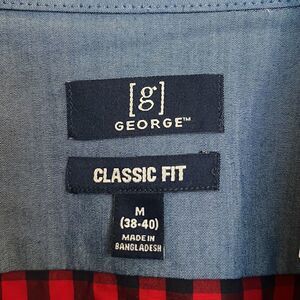 [g]
GEORGE™
CLASSIC FIT
M
(38-40)
MADE IN
BANGLADESH